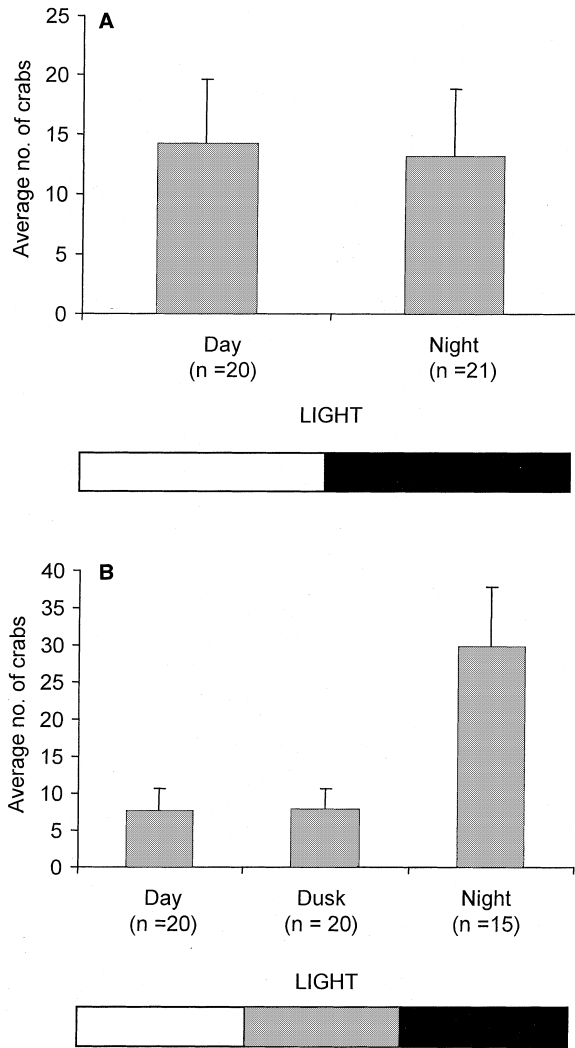 A
25
20
15
10
5
0
Average no. of crabs
Day
(n =20)
Night
(n =21)
LIGHT
B
40
35
30
25
20
15
10
5
0
Average no. of crabs
Day
(n =20)
Dusk
(n = 20)
Night
(n =15)
LIGHT